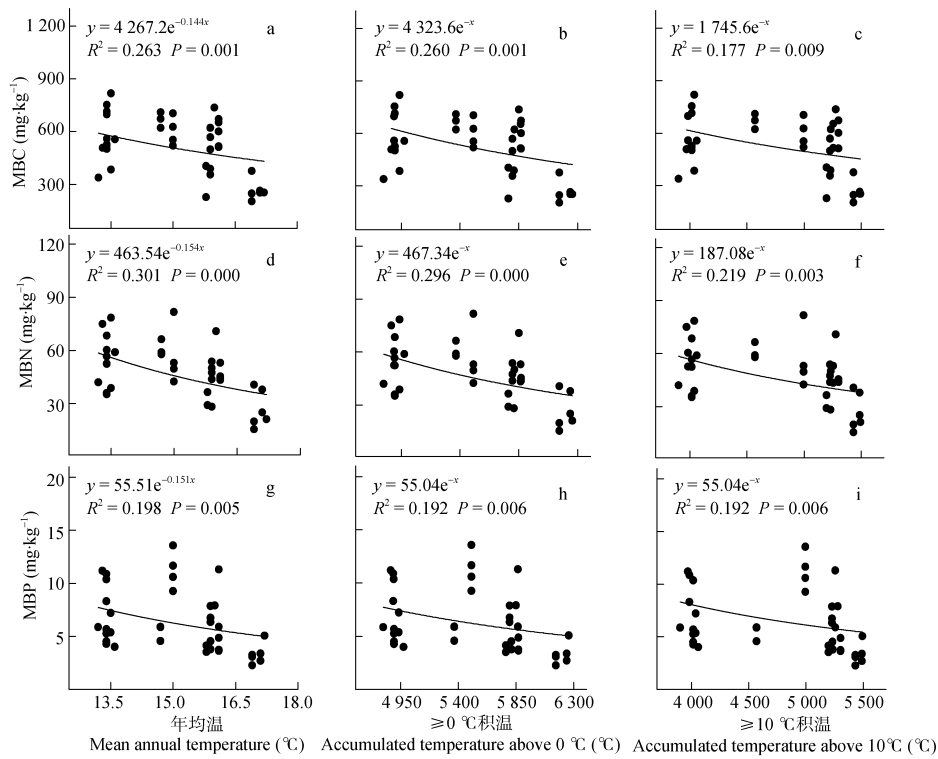 1 200
900
600
300
MBC (mg·kg⁻¹)
y = 4 267.2e⁻⁰·¹⁴⁴ˣ
R² = 0.263 P = 0.001
a
y = 4 323.6e⁻ˣ
R² = 0.260 P = 0.001
b
y = 1 745.6e⁻ˣ
R² = 0.177 P = 0.009
c
120
90
60
30
MBN (mg·kg⁻¹)
y = 463.54e⁻⁰·¹⁵⁴ˣ
R² = 0.301 P = 0.000
d
y = 467.34e⁻ˣ
R² = 0.296 P = 0.000
e
y = 187.08e⁻ˣ
R² = 0.219 P = 0.003
f
20
15
10
5
MBP (mg·kg⁻¹)
y = 55.51e⁻⁰·¹⁵¹ˣ
R² = 0.198 P = 0.005
g
y = 55.04e⁻ˣ
R² = 0.192 P = 0.006
h
y = 55.04e⁻ˣ
R² = 0.192 P = 0.006
i
13.5 15.0 16.5 18.0
年均温
Mean annual temperature (℃)
4 950 5 400 5 850 6 300
≥0 ℃积温
Accumulated temperature above 0 ℃ (℃)
4 000 4 500 5 000 5 500
≥10 ℃积温
Accumulated temperature above 10℃ (℃)